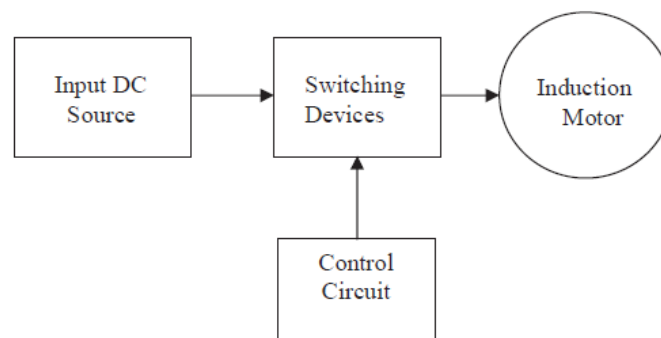 Input DC
Source
Switching
Devices
Induction
Motor
Control
Circuit